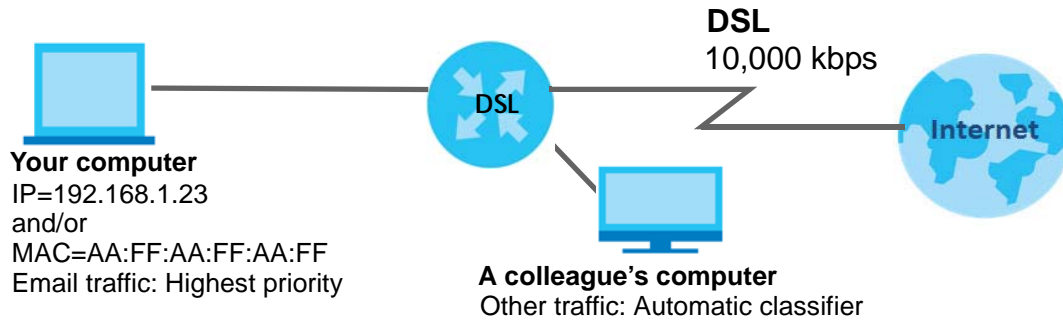 DSL
10,000 kbps
DSL
Internet
Your computer
IP=192.168.1.23
and/or
MAC=AA:FF:AA:FF:AA:FF
Email traffic: Highest priority
A colleague’s computer
Other traffic: Automatic classifier